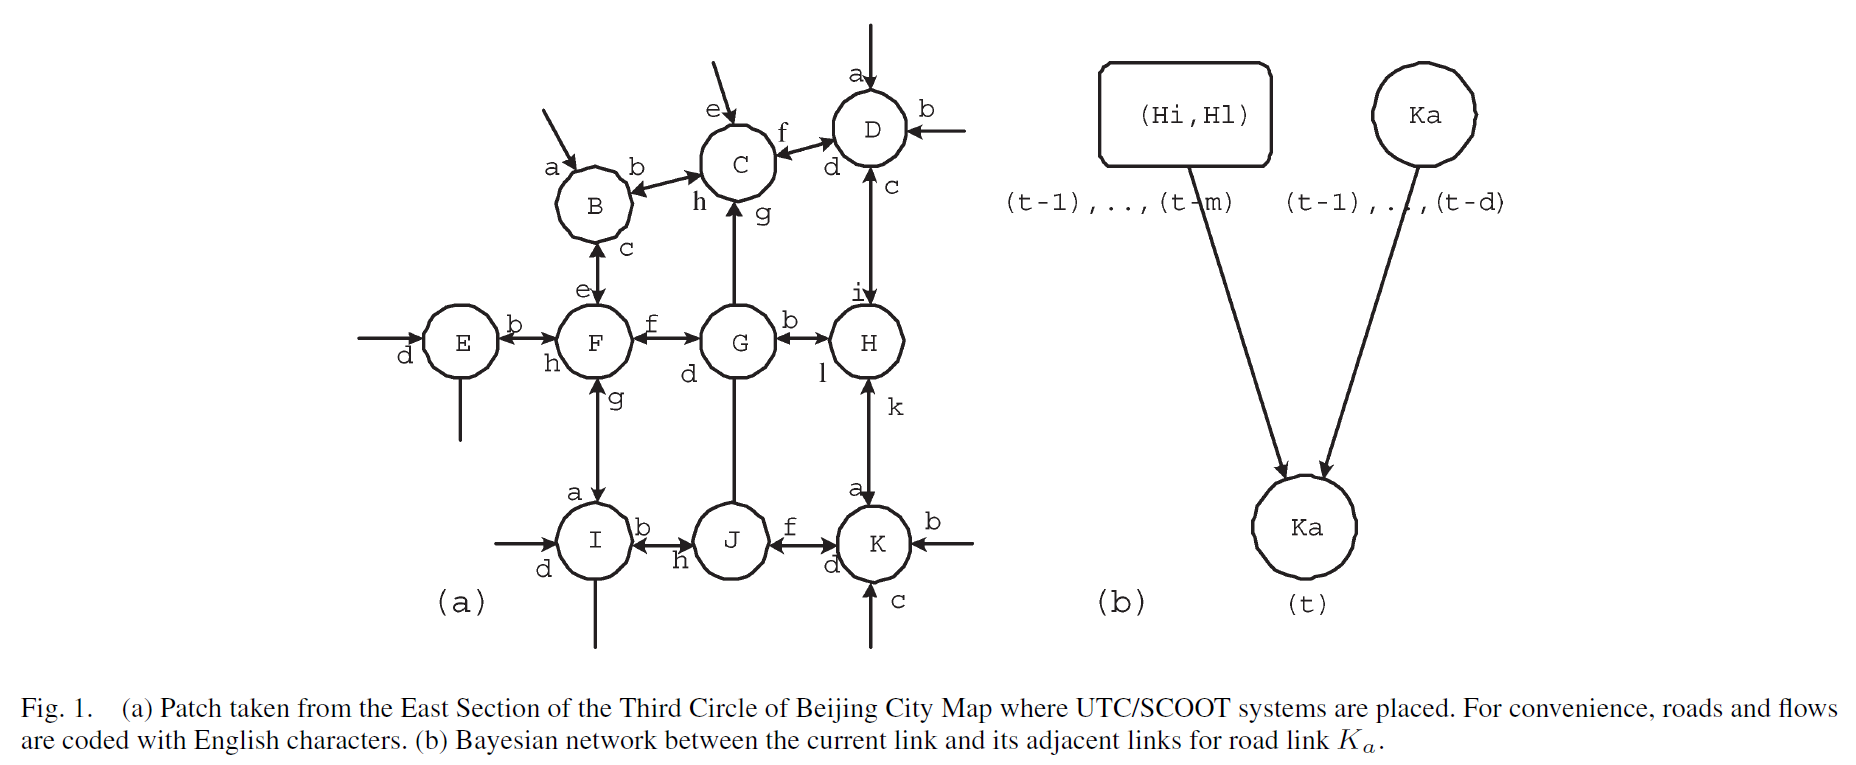 a
e
a
b
f
D
(Hi,Hl)
Ka
C
d
a
b
c
B
h
(t-1),..,(t-m)
(t-1),..,(t-d)
g
c
e
i
b
f
b
E
F
G
H
d
h
d
l
g
k
a
a
b
f
b
Ka
I
J
K
d
h
d
(a)
c
(b)
(t)
Fig. 1. (a) Patch taken from the East Section of the Third Circle of Beijing City Map where UTC/SCOOT systems are placed. For convenience, roads and flows
are coded with English characters. (b) Bayesian network between the current link and its adjacent links for road link Ka.